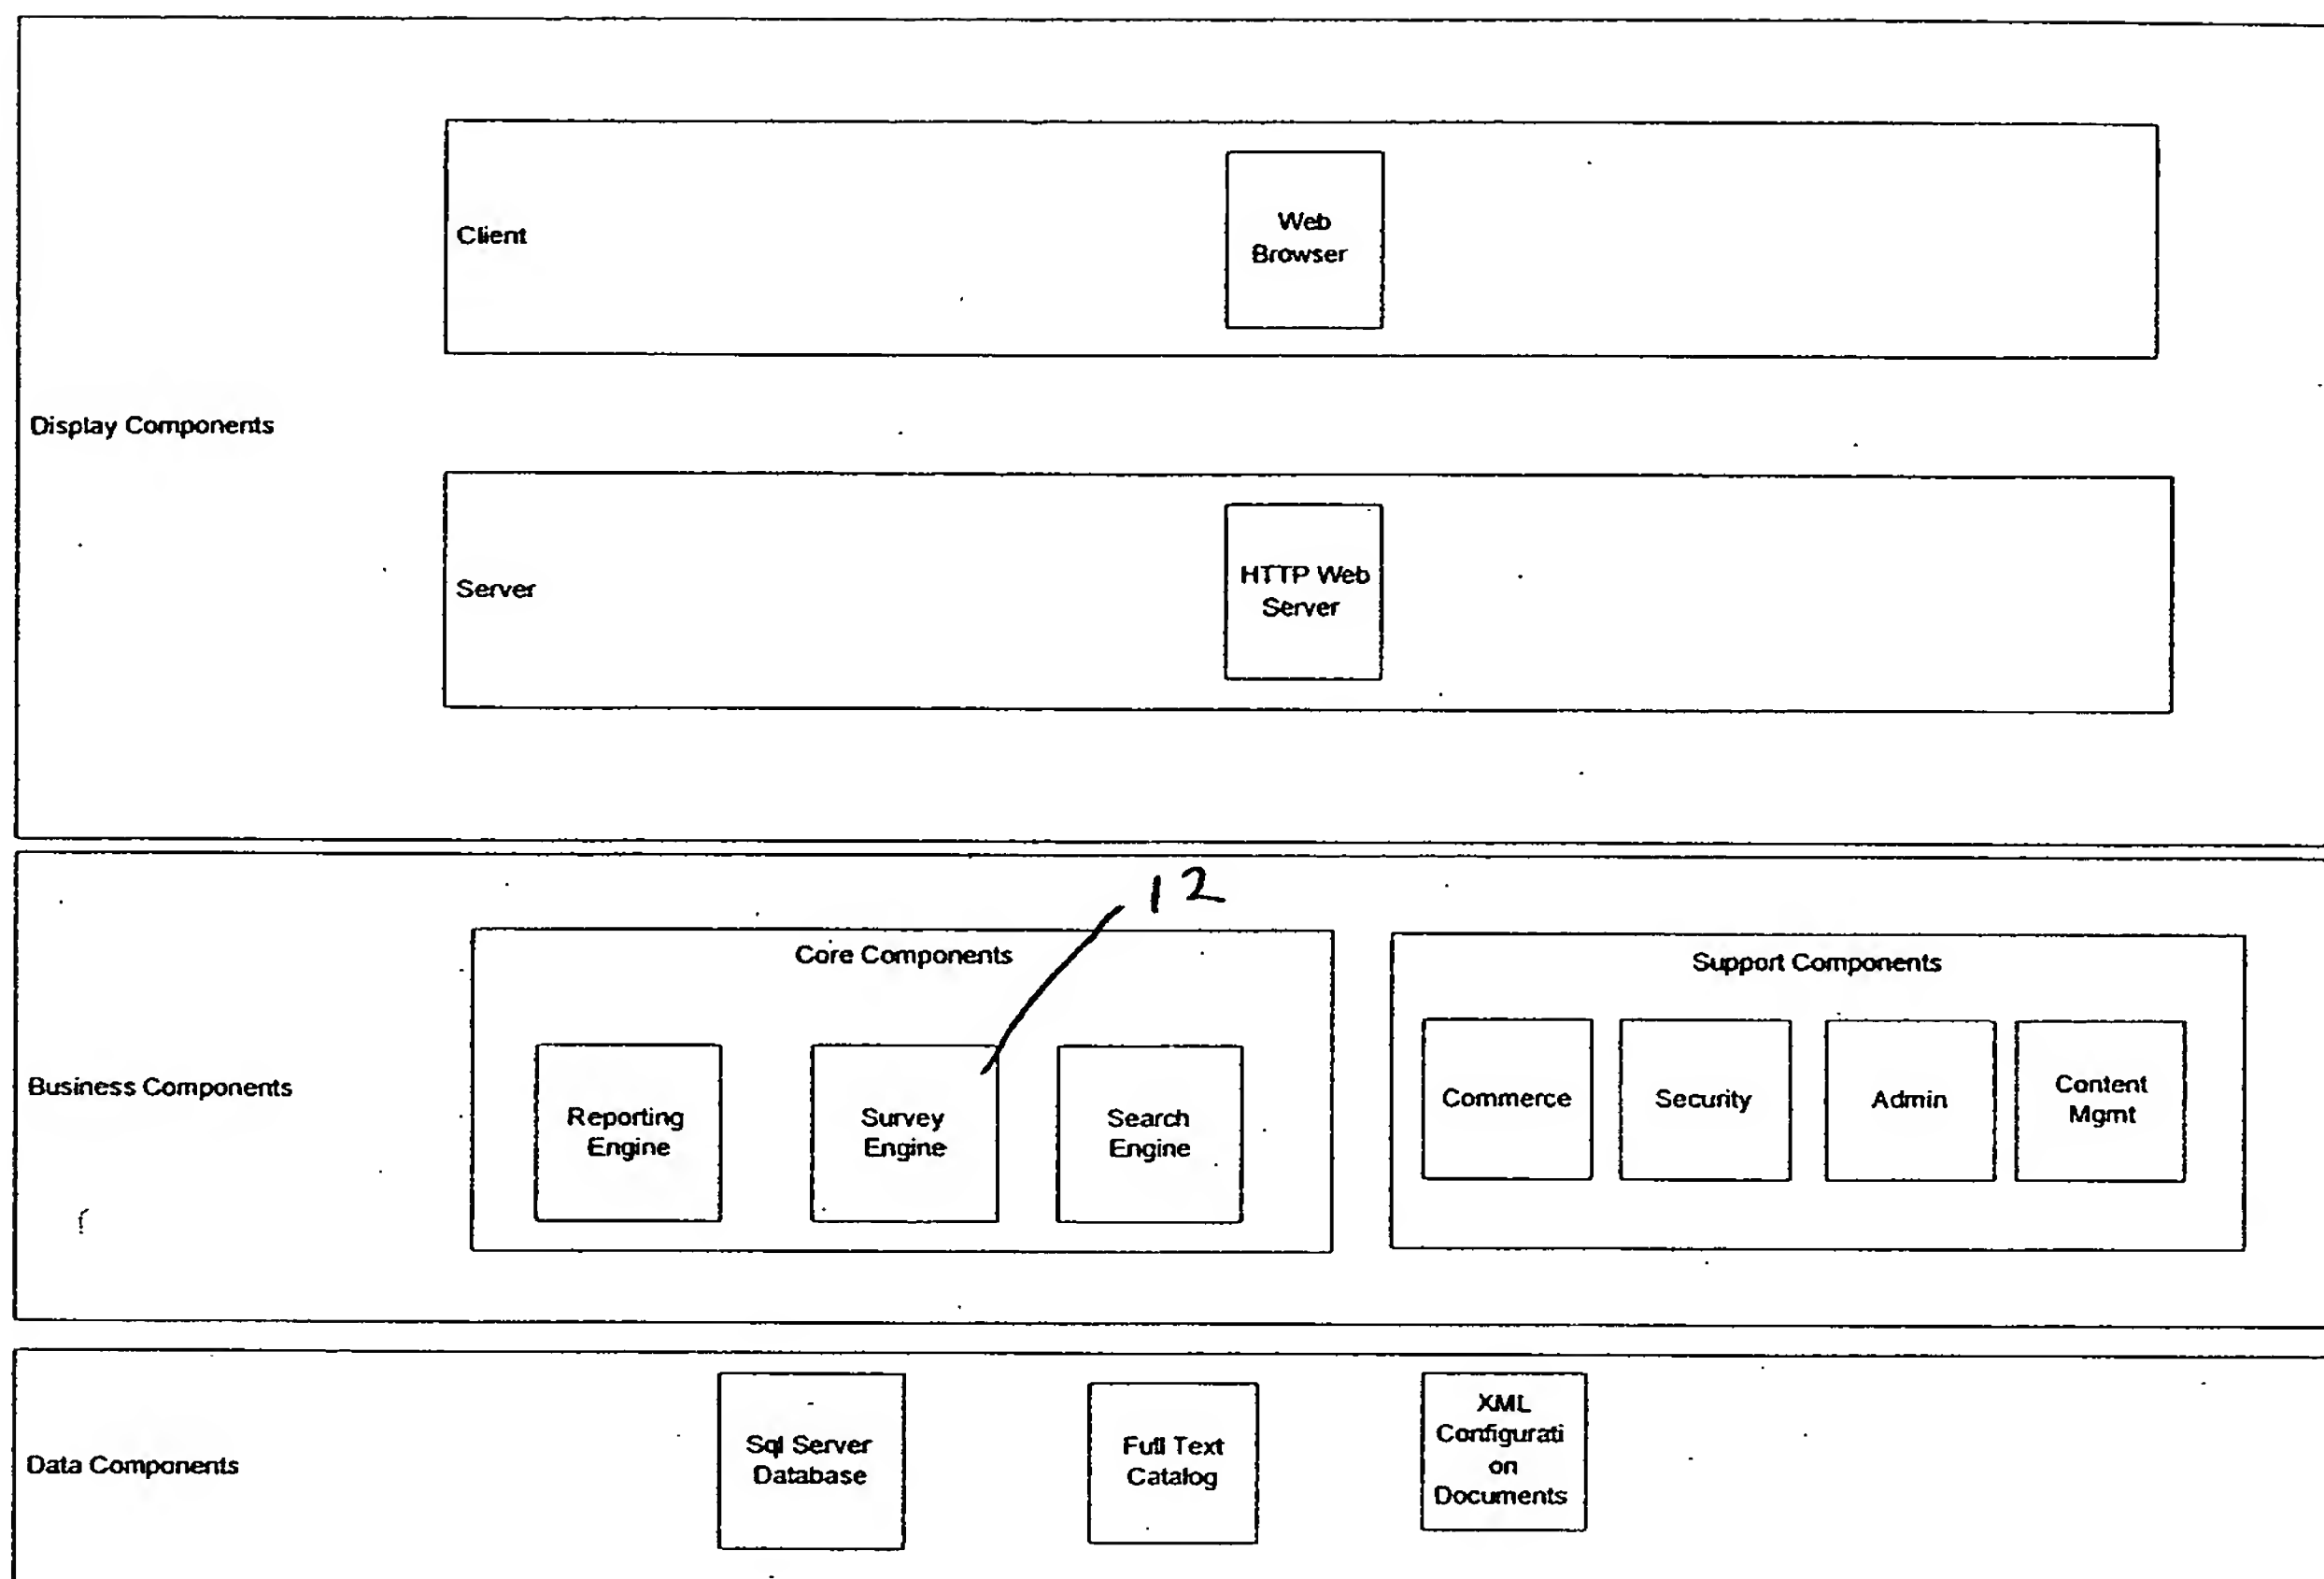 Client
Web
Browser
Display Components
Server
HTTP Web
Server
12
Core Components
Support Components
Business Components
Reporting
Engine
Survey
Engine
Search
Engine
Commerce
Security
Admin
Content
Mgmt
Data Components
Sql Server
Database
Full Text
Catalog
XML
Configurati
on
Documents